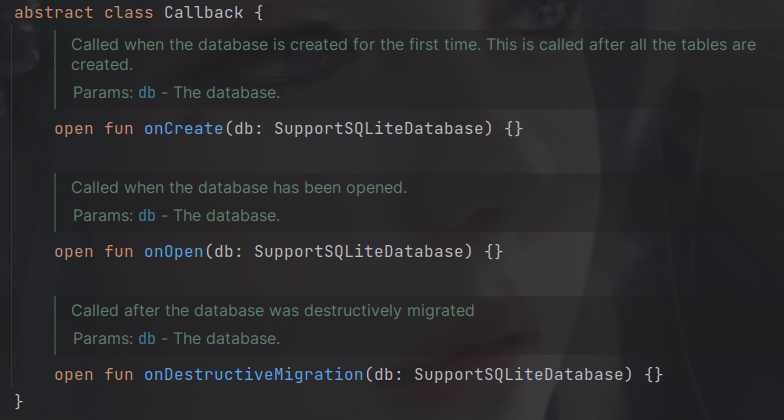 abstract class Callback {
Called when the database is created for the first time. This is called after all the tables are
created.
Params: db - The database.
open fun onCreate(db: SupportSQLiteDatabase) {}
Called when the database has been opened.
Params: db - The database.
open fun onOpen(db: SupportSQLiteDatabase) {}
Called after the database was destructively migrated
Params: db - The database.
open fun onDestructiveMigration(db: SupportSQLiteDatabase) {}
}